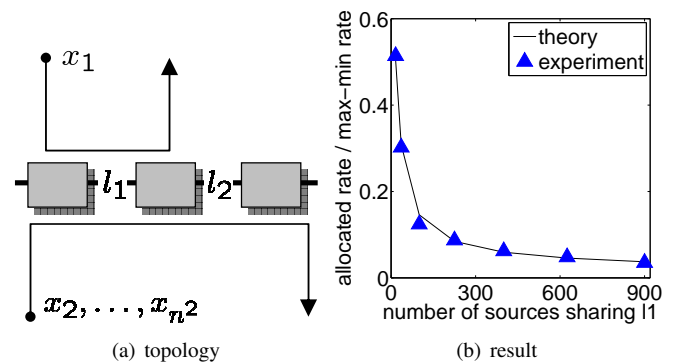 x₁
l₁ l₂
x₂, . . . , xₙ²
(a) topology
allocated rate / max−min rate
0.6
0.4
0.2
0
0 300 600 900
number of sources sharing l1
theory
experiment
(b) result